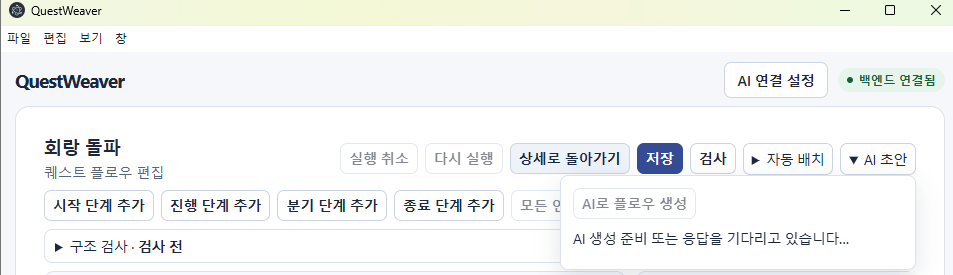 QuestWeaver
파일 편집 보기 창
QuestWeaver AI 연결 설정 백엔드 연결됨
회랑 돌파
퀘스트 플로우 편집
실행 취소 다시 실행 상세로 돌아가기 저장 검사 자동 배치 AI 초안
시작 단계 추가 진행 단계 추가 분기 단계 추가 종료 단계 추가 모든
AI로 플로우 생성
구조 검사 · 검사 전
AI 생성 준비 또는 응답을 기다리고 있습니다...